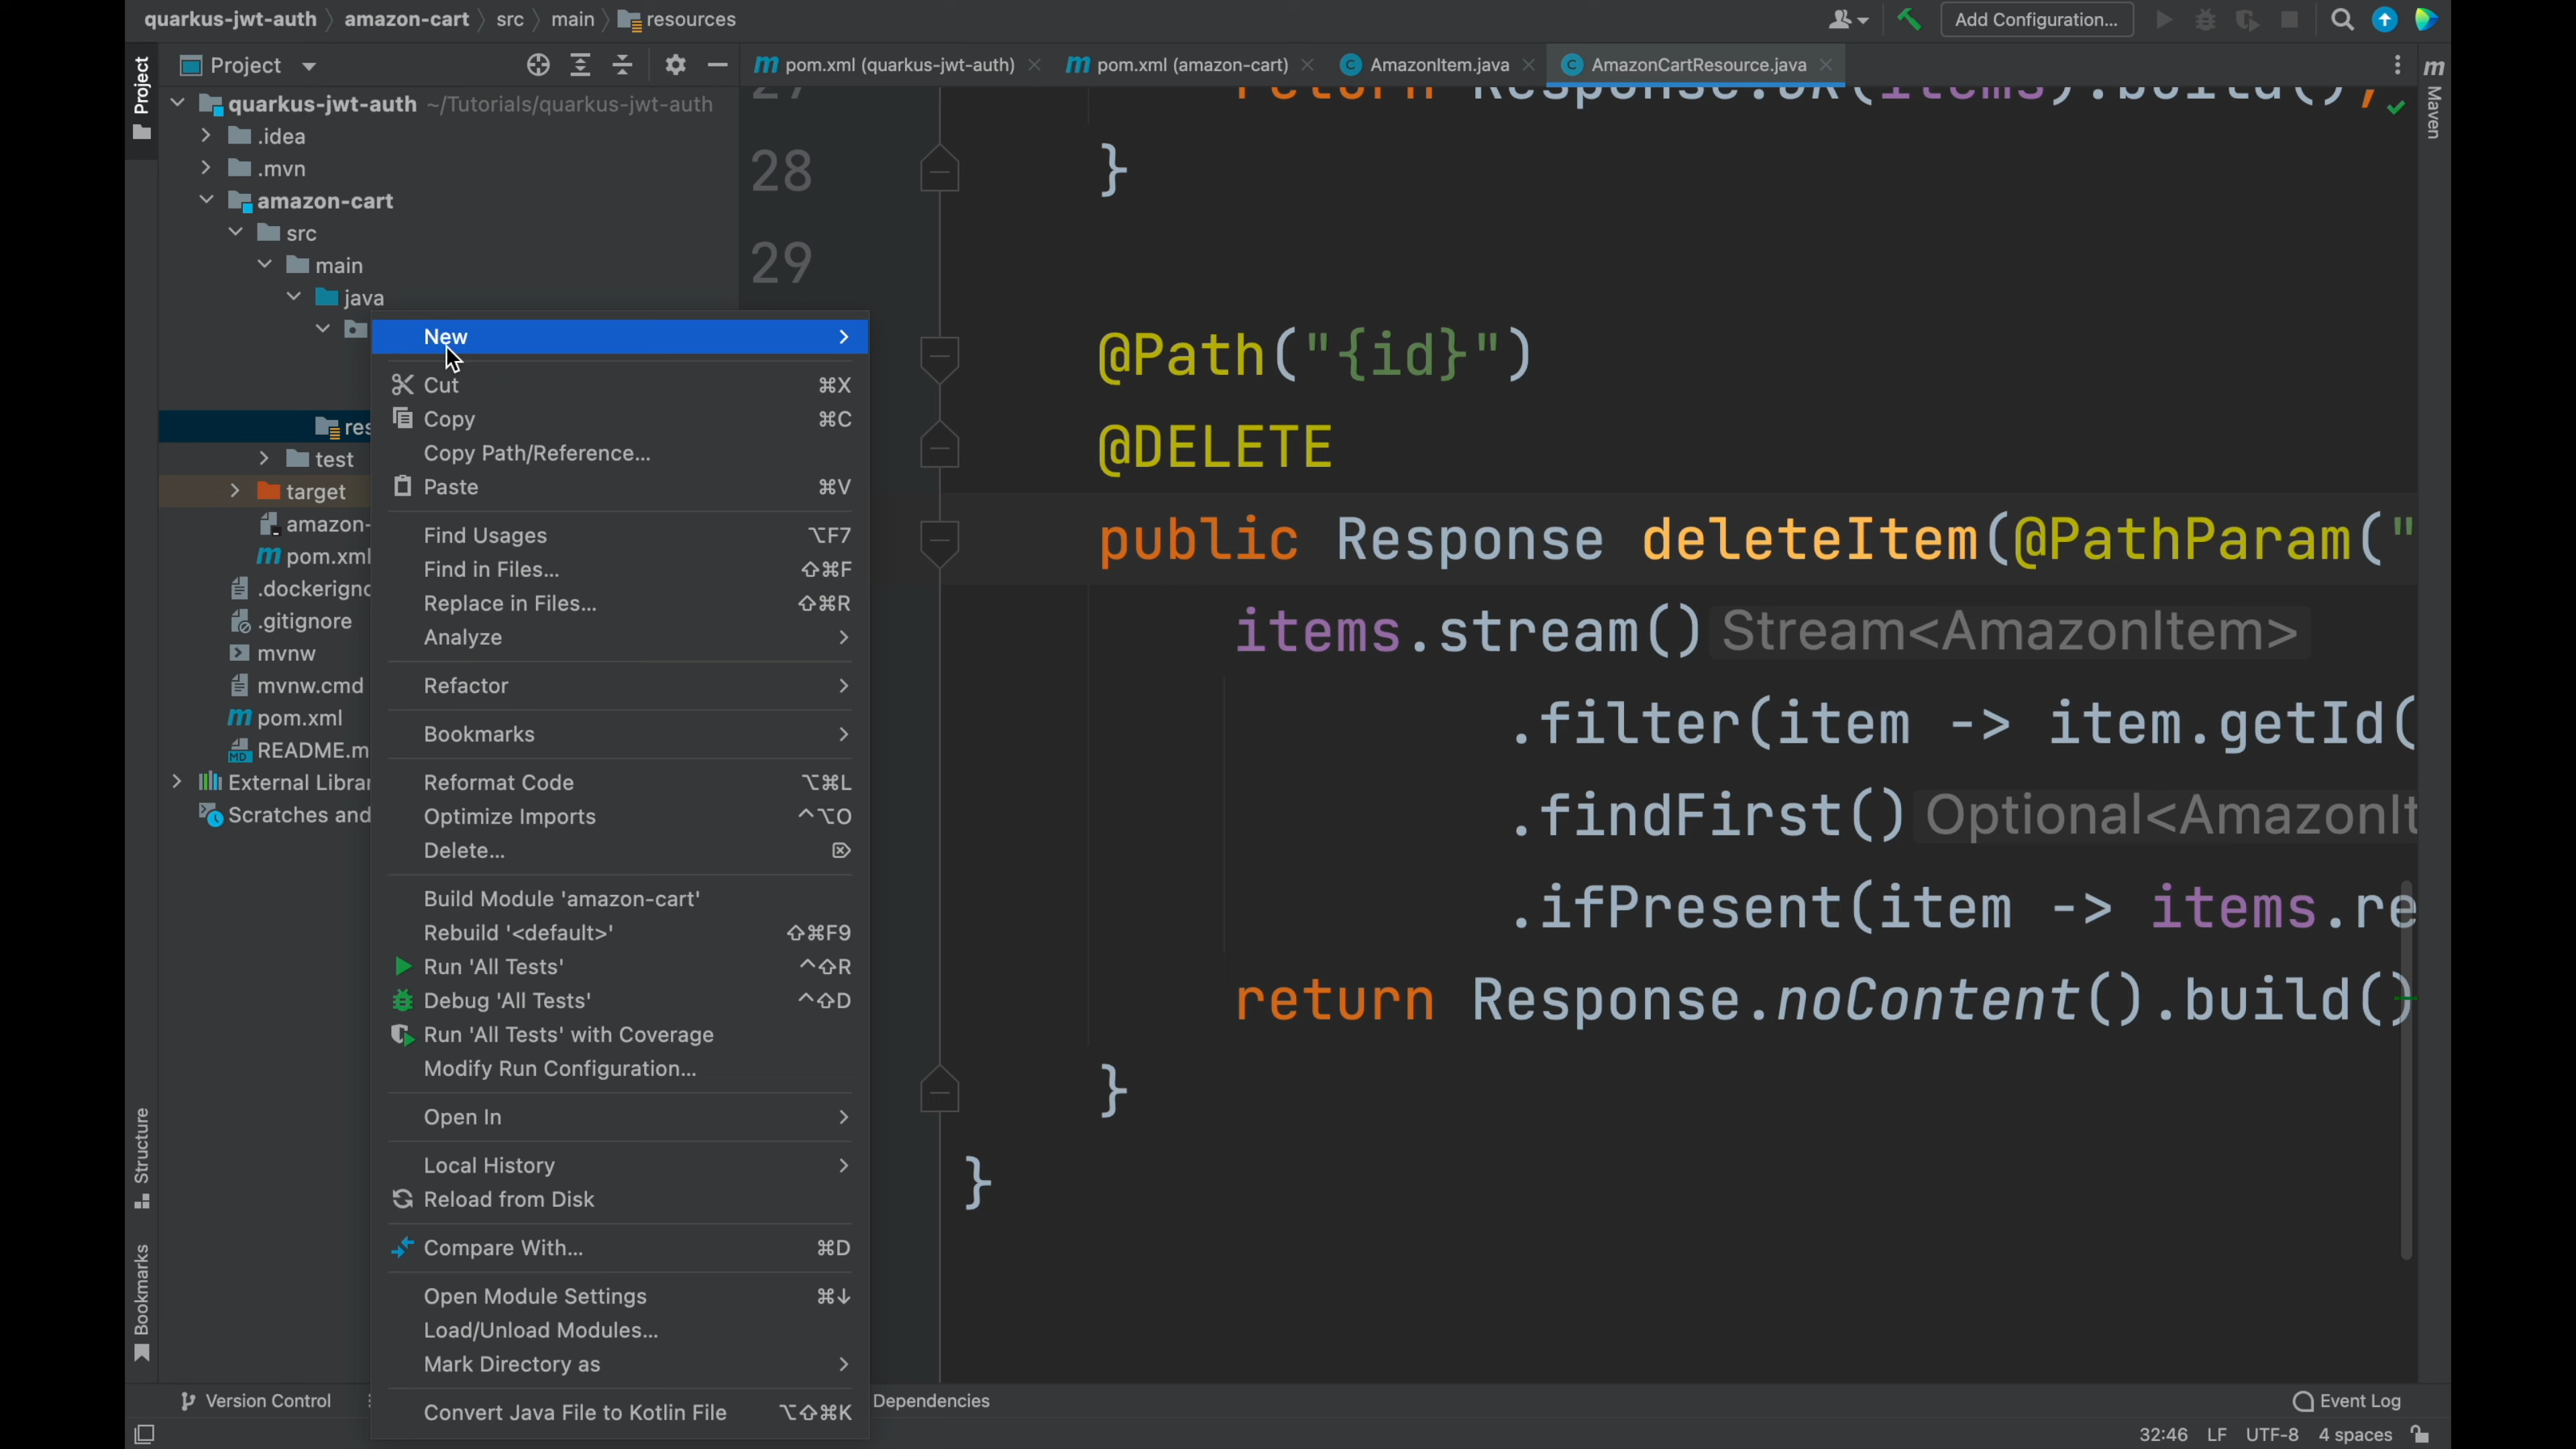 quarkus-jwt-auth amazon-cart src main resources
Add Configuration...
Project
Project
pom.xml (quarkus-jwt-auth)
pom.xml (amazon-cart)
AmazonItem.java
AmazonCartResource.java
Maven
quarkus-jwt-auth ~/Tutorials/quarkus-jwt-auth
.idea
.mvn
amazon-cart
src
main
java
res
test
target
amazon-
pom.xml
.dockerigno
.gitignore
mvnw
mvnw.cmd
pom.xml
README.m
External Librar
Scratches and
New
Cut ⌘X
Copy ⌘C
Copy Path/Reference...
Paste ⌘V
Find Usages ⌥F7
Find in Files... ⇧⌘F
Replace in Files... ⇧⌘R
Analyze
Refactor
Bookmarks
Reformat Code ⌥⌘L
Optimize Imports ^⌥O
Delete... ⌦
Build Module 'amazon-cart'
Rebuild '<default>' ⇧⌘F9
Run 'All Tests' ^⇧R
Debug 'All Tests' ^⇧D
Run 'All Tests' with Coverage
Modify Run Configuration...
Open In
Local History
Reload from Disk
Compare With... ⌘D
Open Module Settings ⌘↓
Load/Unload Modules...
Mark Directory as
Convert Java File to Kotlin File ⌥⇧⌘K
27 return Response.ok(items).build();
28 }
29
@Path("{id}")
@DELETE
public Response deleteItem(@PathParam("
items.stream() Stream<AmazonItem>
.filter(item -> item.getId(
.findFirst() Optional<AmazonIt
.ifPresent(item -> items.re
return Response.noContent().build()
}
}
Structure
Bookmarks
Version Control
Dependencies
Event Log
32:46 LF UTF-8 4 spaces